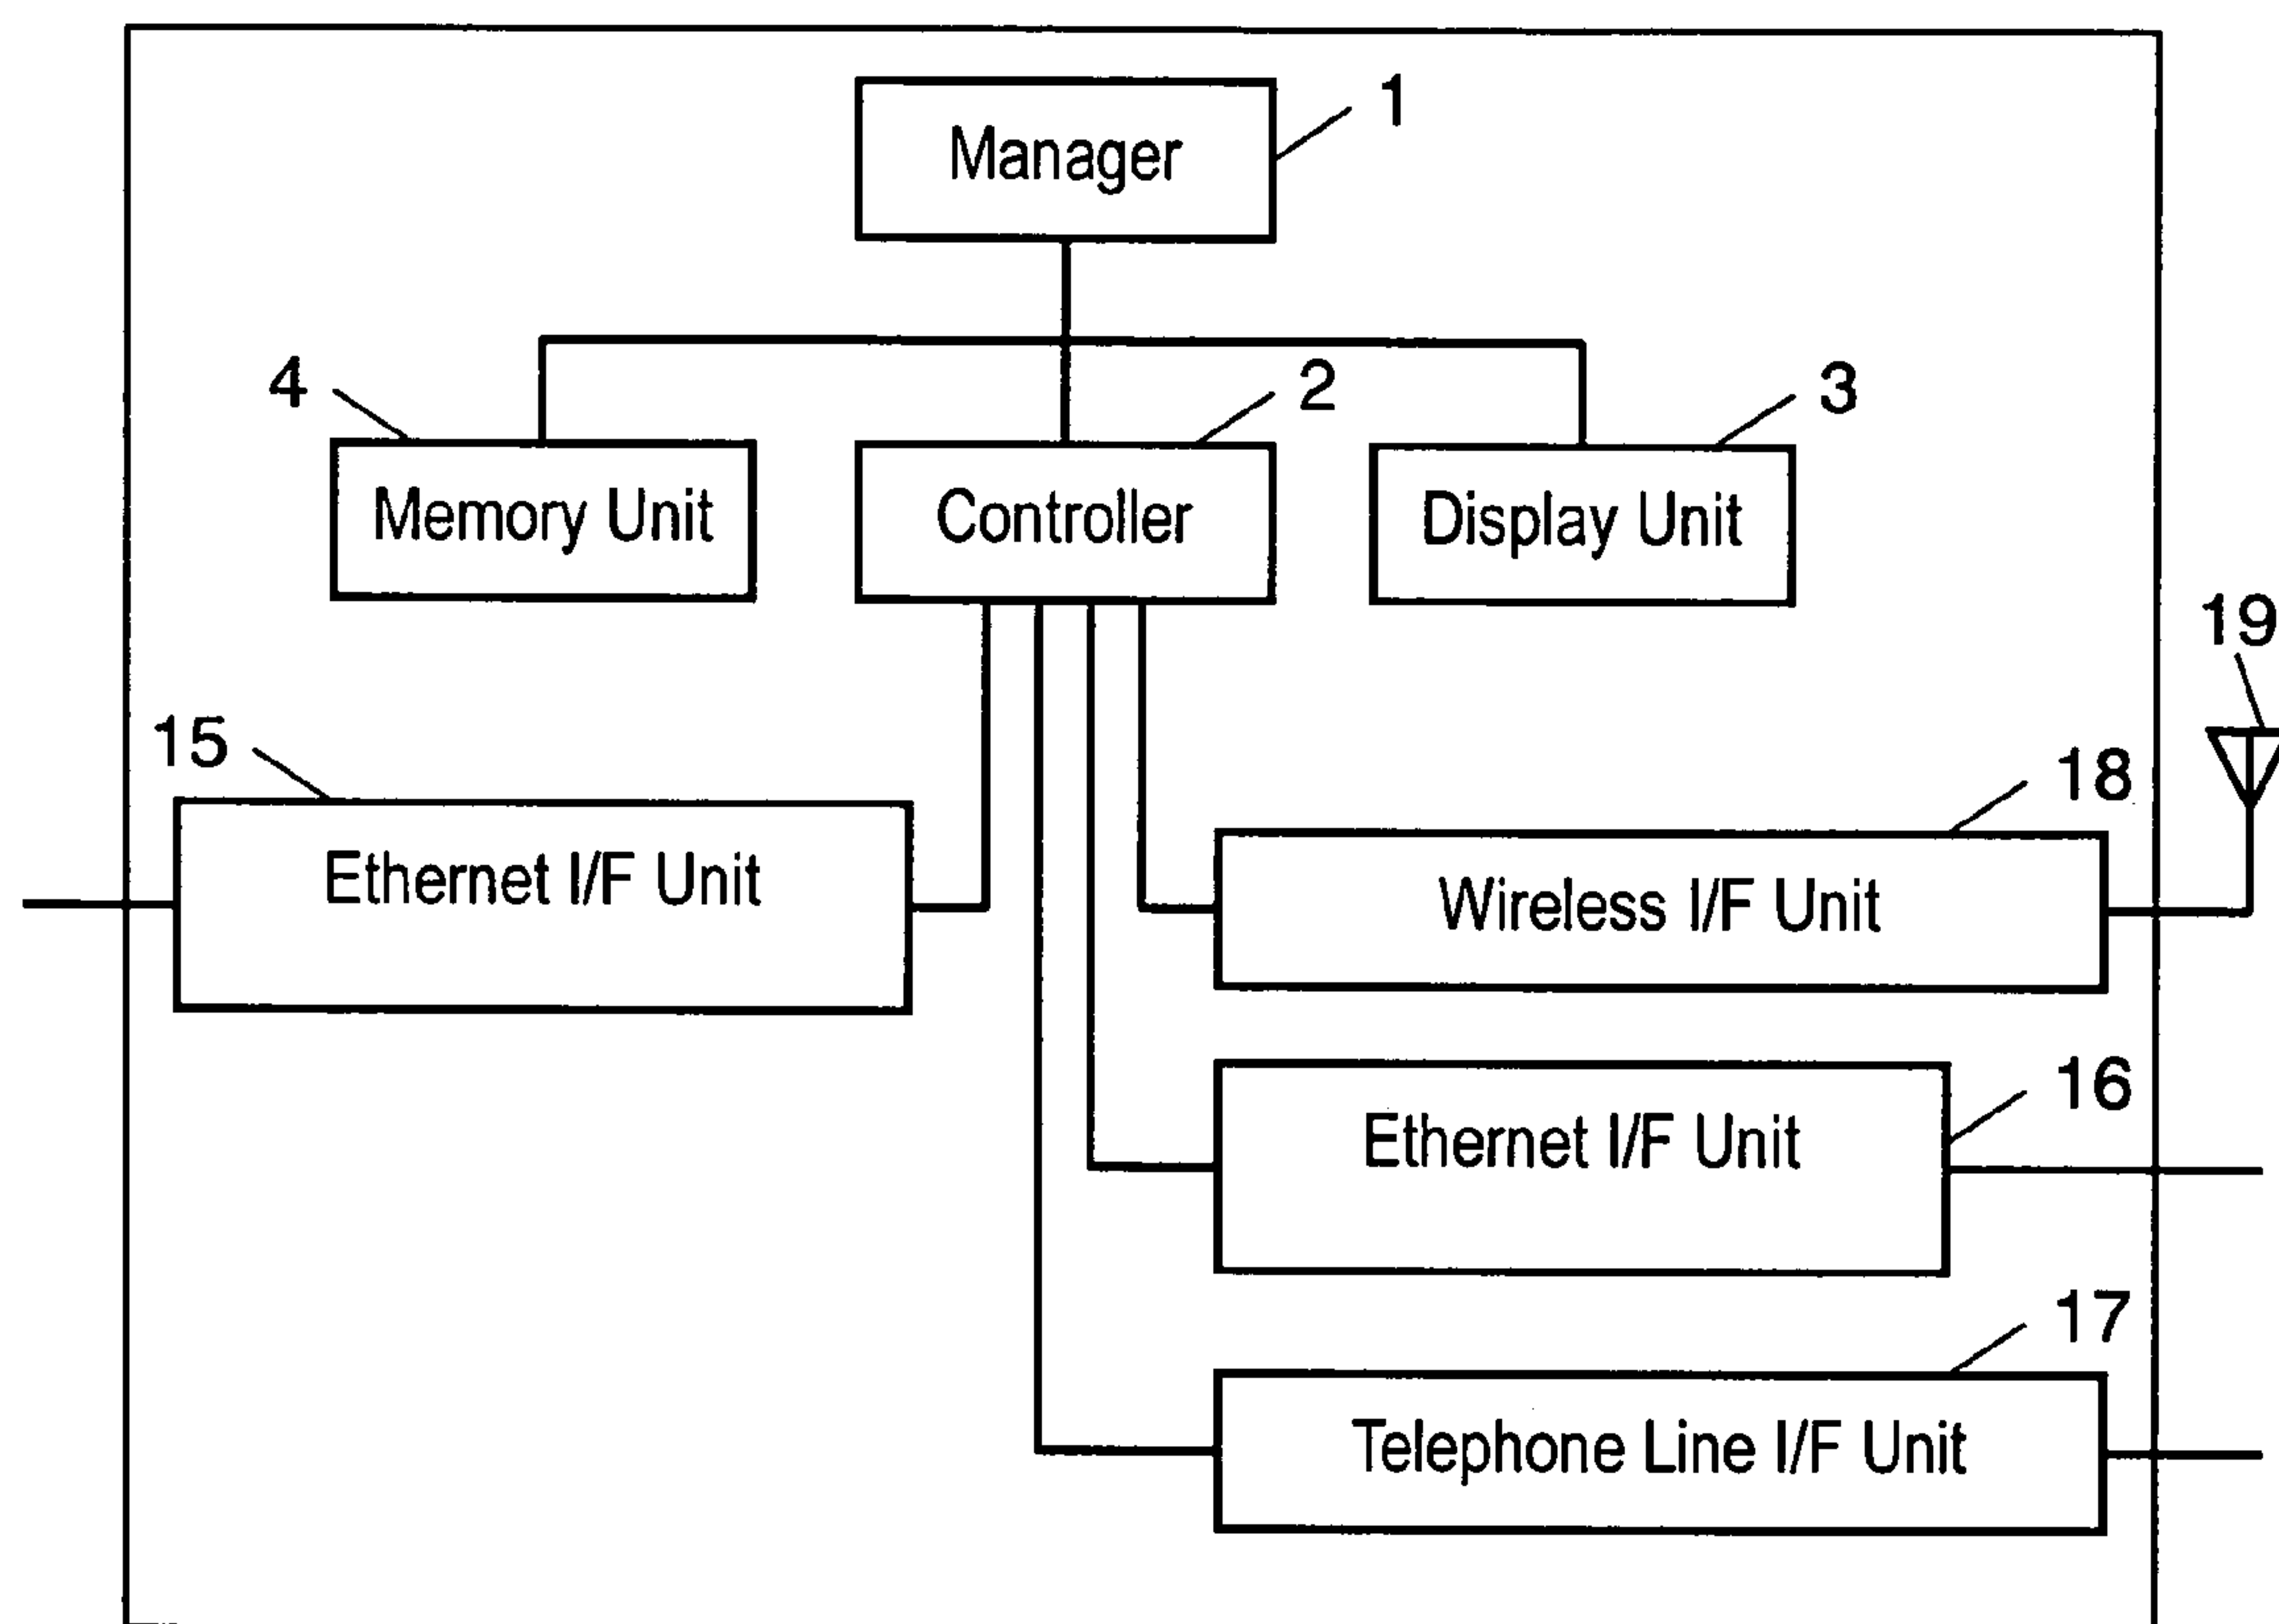 1
Manager
4
2
3
Memory Unit
Controller
Display Unit
19
15
18
Ethernet I/F Unit
Wireless I/F Unit
16
Ethernet I/F Unit
17
Telephone Line I/F Unit